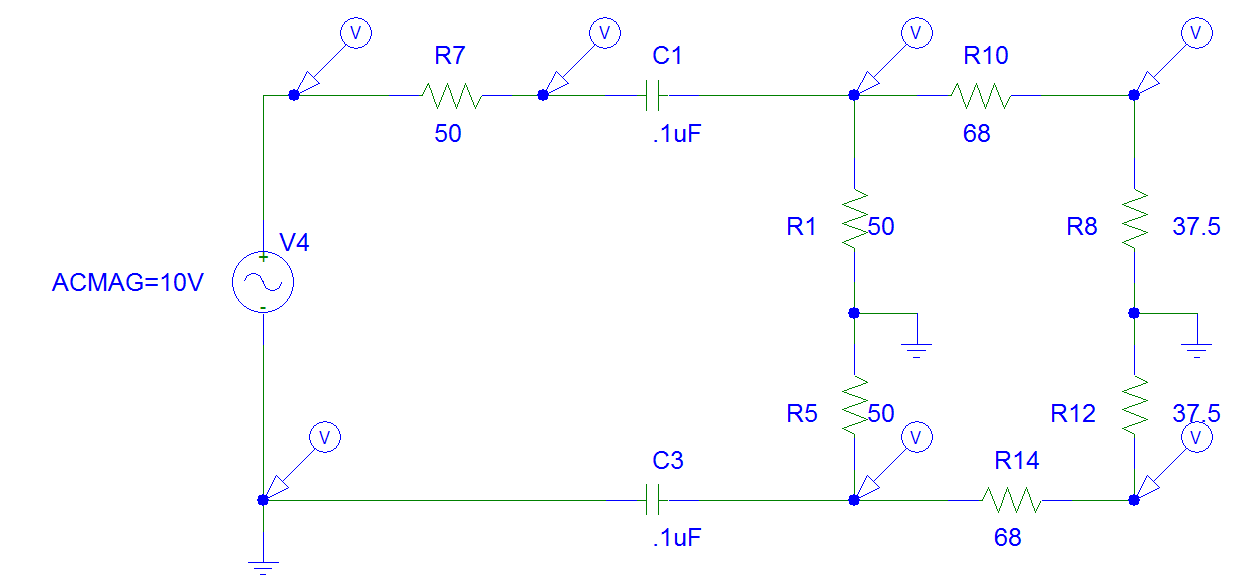 V
V
V
V
R7
C1
R10
50
.1uF
68
R1
50
R8
37.5
V4
+
ACMAG=10V
-
R5
50
R12
37.5
V
V
V
C3
R14
.1uF
68